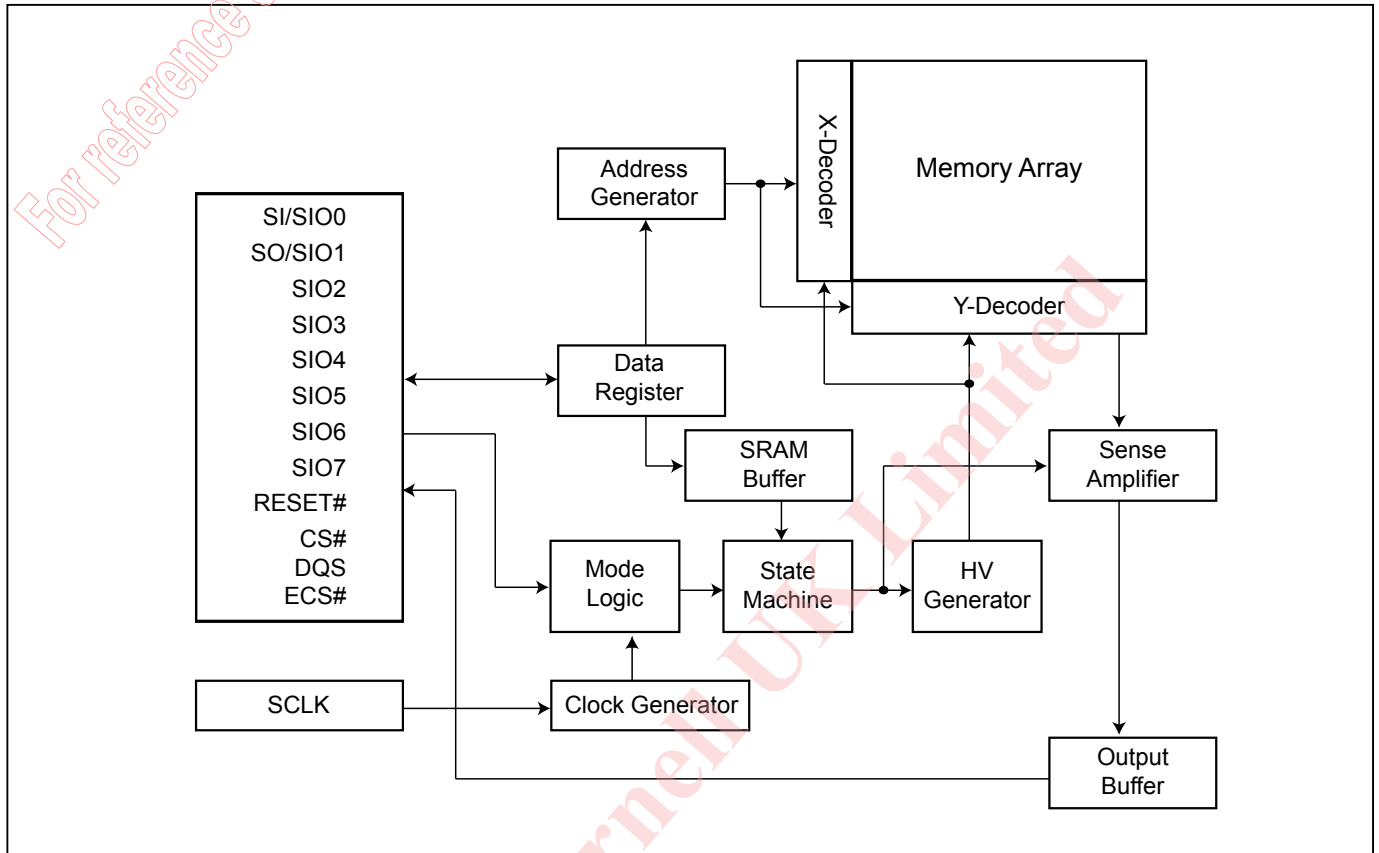 For reference
SI/SIO0
SO/SIO1
SIO2
SIO3
SIO4
SIO5
SIO6
SIO7
RESET#
CS#
DQS
ECS#
SCLK
Address
Generator
Data
Register
SRAM
Buffer
Mode
Logic
State
Machine
Clock Generator
HV
Generator
X-Decoder
Memory Array
Y-Decoder
Sense
Amplifier
Output
Buffer
UK Limited